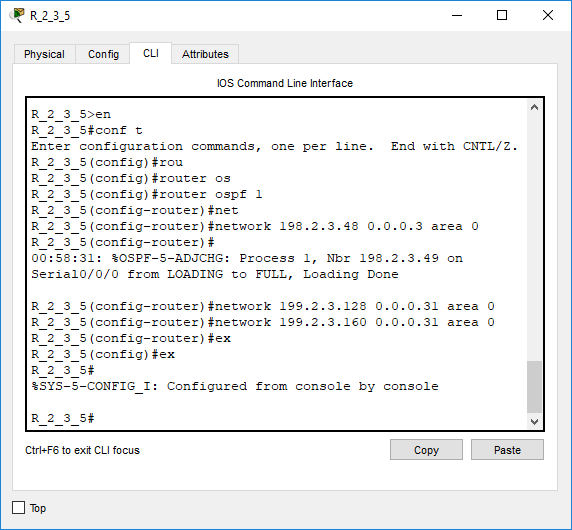 R_2_3_5
Physical Config CLI Attributes
IOS Command Line Interface
R_2_3_5>en
R_2_3_5#conf t
Enter configuration commands, one per line.  End with CNTL/Z.
R_2_3_5(config)#rou
R_2_3_5(config)#router os
R_2_3_5(config)#router ospf 1
R_2_3_5(config-router)#net
R_2_3_5(config-router)#network 198.2.3.48 0.0.0.3 area 0
R_2_3_5(config-router)#
00:58:31: %OSPF-5-ADJCHG: Process 1, Nbr 198.2.3.49 on
Serial0/0/0 from LOADING to FULL, Loading Done
R_2_3_5(config-router)#network 199.2.3.128 0.0.0.31 area 0
R_2_3_5(config-router)#network 199.2.3.160 0.0.0.31 area 0
R_2_3_5(config-router)#ex
R_2_3_5(config)#ex
R_2_3_5#
%SYS-5-CONFIG_I: Configured from console by console
R_2_3_5#
Ctrl+F6 to exit CLI focus Copy Paste
Top